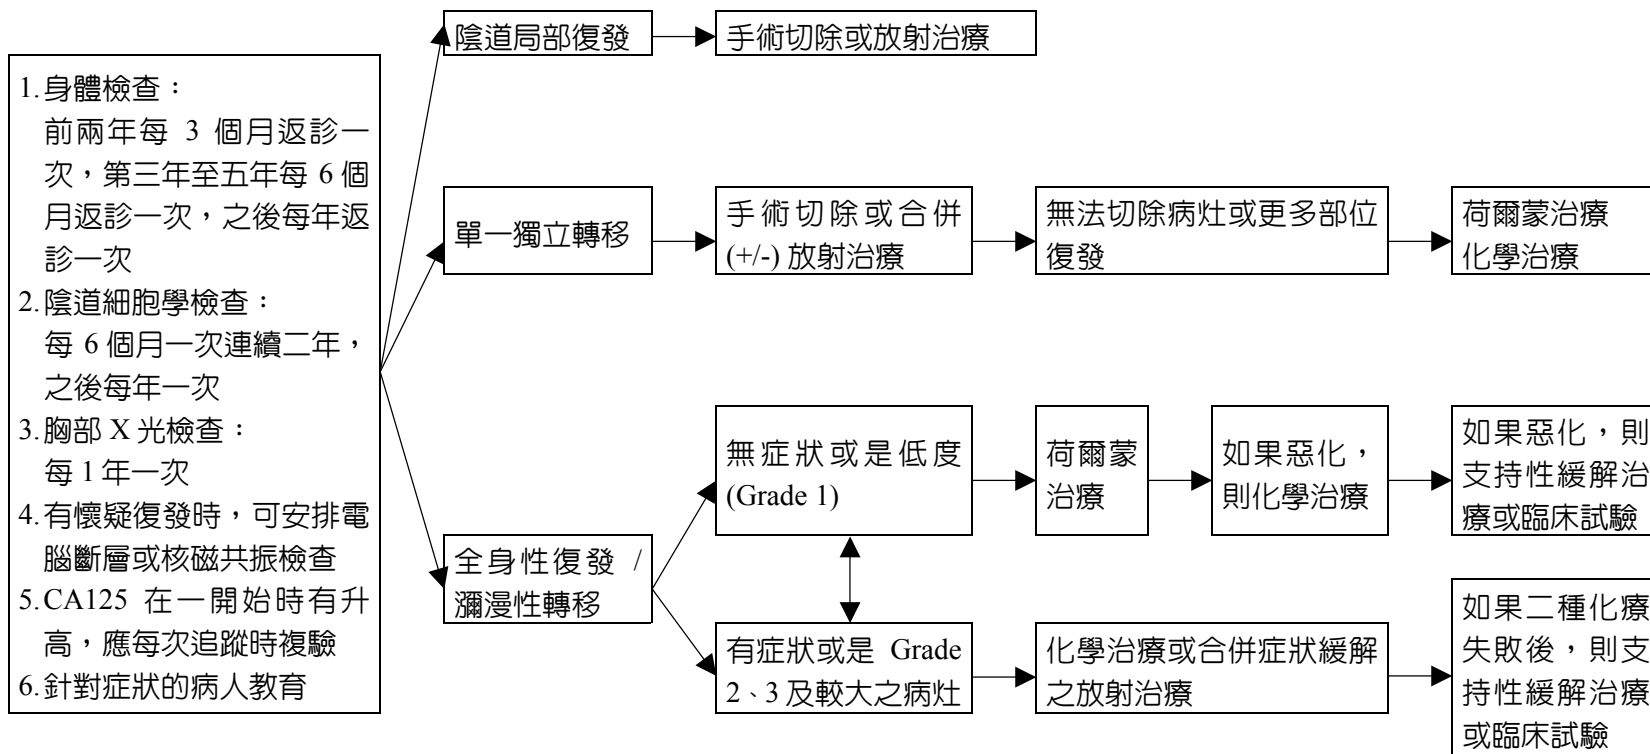 1.身體檢查：
前兩年每 3 個月返診一
次，第三年至五年每 6 個
月返診一次，之後每年返
診一次
2.陰道細胞學檢查：
每 6 個月一次連續二年，
之後每年一次
3.胸部 X 光檢查：
每 1 年一次
4.有懷疑復發時，可安排電
腦斷層或核磁共振檢查
5.CA125 在一開始時有升
高，應每次追蹤時複驗
6.針對症狀的病人教育
陰道局部復發
手術切除或放射治療
單一獨立轉移
手術切除或合併
(+/-) 放射治療
無法切除病灶或更多部位
復發
荷爾蒙治療
化學治療
全身性復發 /
瀰漫性轉移
無症狀或是低度
(Grade 1)
荷爾蒙
治療
如果惡化，
則化學治療
如果惡化，則
支持性緩解治
療或臨床試驗
有症狀或是 Grade
2、3 及較大之病灶
化學治療或合併症狀緩解
之放射治療
如果二種化療
失敗後，則支
持性緩解治療
或臨床試驗